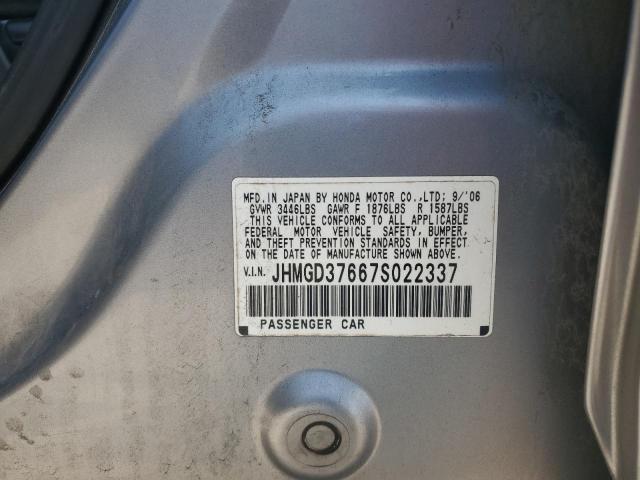 MFD. IN JAPAN BY HONDA MOTOR CO.,LTD; 9/'06
GVWR 3446LBS GAWR F 1876LBS R 1587LBS
THIS VEHICLE CONFORMS TO ALL APPLICABLE
FEDERAL MOTOR VEHICLE SAFETY, BUMPER,
AND THEFT PREVENTION STANDARDS IN EFFECT
ON THE DATE OF MANUFACTURE SHOWN ABOVE.
V.I.N. JHMGD37667S022337
PASSENGER CAR